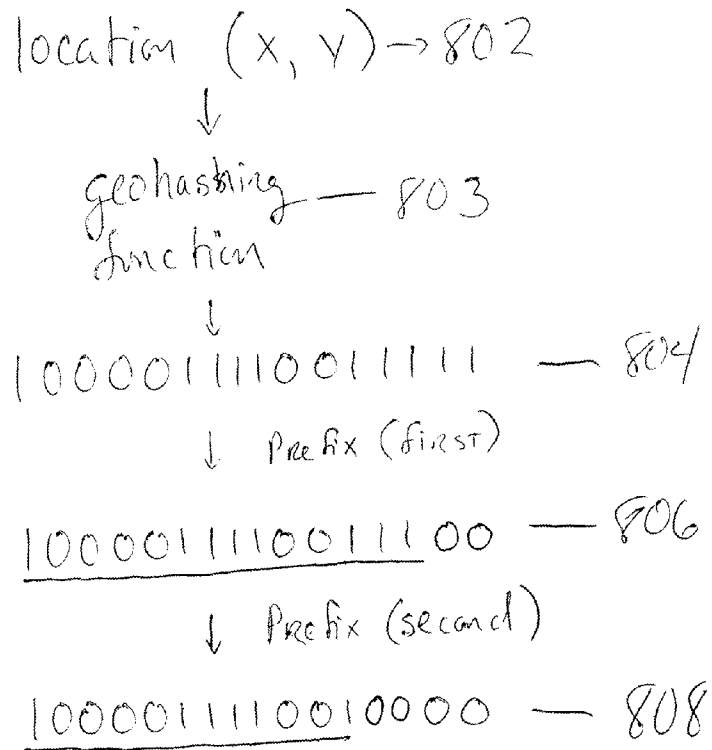 location (x, y) → 802
↓
geohashing — 803
function
↓
1000011110011111 — 804
↓ Prefix (first)
1000011110011100 — 806
↓ Prefix (second)
1000011110010000 — 808